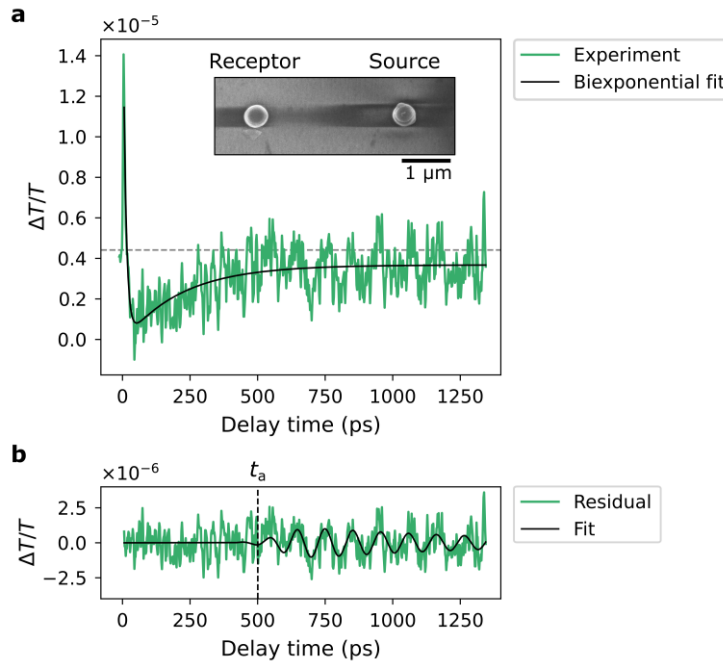 a
×10⁻⁵
1.4
1.2
1.0
0.8
0.6
0.4
0.2
0.0
ΔT/T
Receptor Source
1 μm
Experiment
Biexponential fit
0 250 500 750 1000 1250
Delay time (ps)
b
×10⁻⁶
tₐ
2.5
0.0
−2.5
ΔT/T
Residual
Fit
0 250 500 750 1000 1250
Delay time (ps)